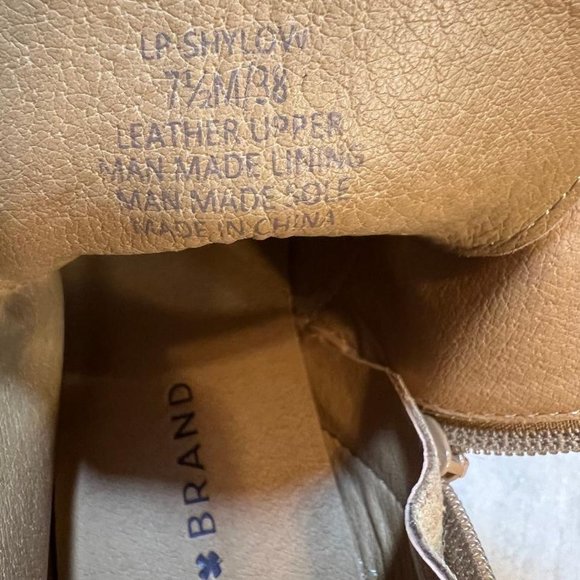 LP-SHYLOW
7½M/38
LEATHER UPPER
MAN MADE LINING
MAN MADE SOLE
MADE IN CHINA
BRAND